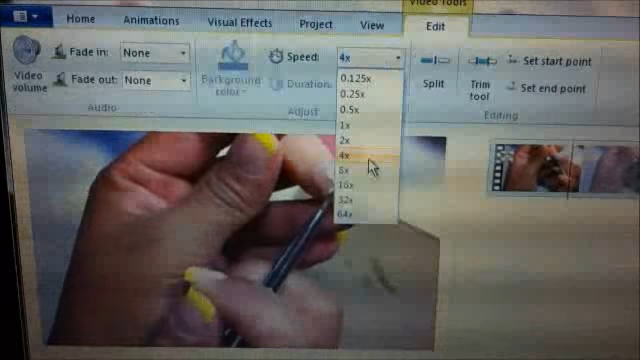 Video Tools
Home Animations Visual Effects Project View Edit
Video volume
Fade in: None
Fade out: None
Audio
Background color
Speed: 4x
Duration:
Adjust
0.125x
0.25x
0.5x
1x
2x
4x
8x
16x
32x
64x
Split
Trim tool
Set start point
Set end point
Editing